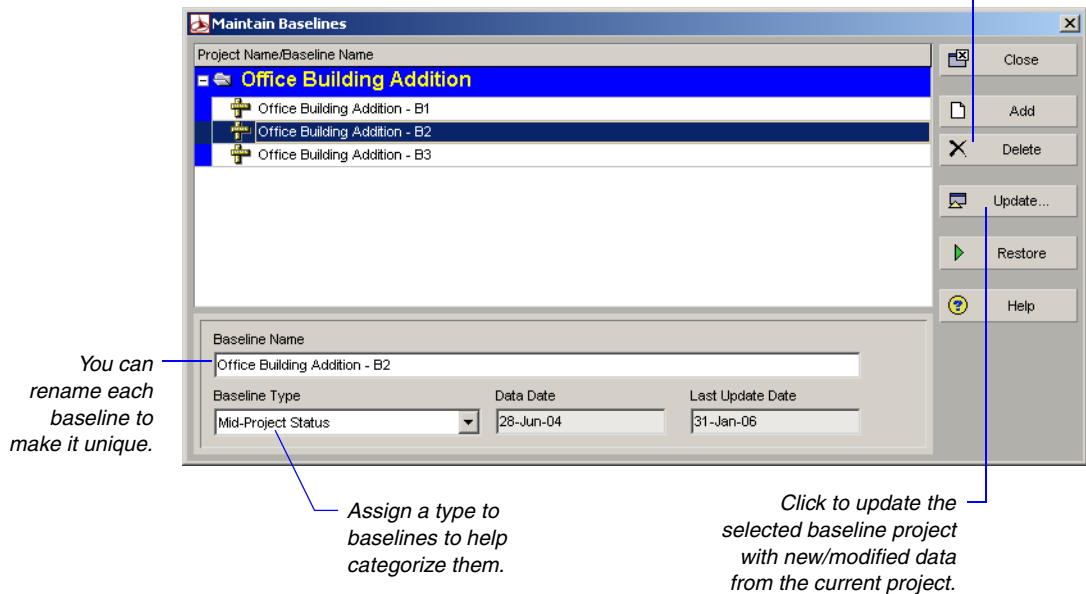 Maintain Baselines
Project Name/Baseline Name
Close
Office Building Addition
Office Building Addition - B1
Add
Office Building Addition - B2
Office Building Addition - B3
Delete
Update...
Restore
Help
Baseline Name
Office Building Addition - B2
Baseline Type
Data Date
Last Update Date
Mid-Project Status
28-Jun-04
31-Jan-06
You can
rename each
baseline to
make it unique.
Assign a type to
baselines to help
categorize them.
Click to update the
selected baseline project
with new/modified data
from the current project.